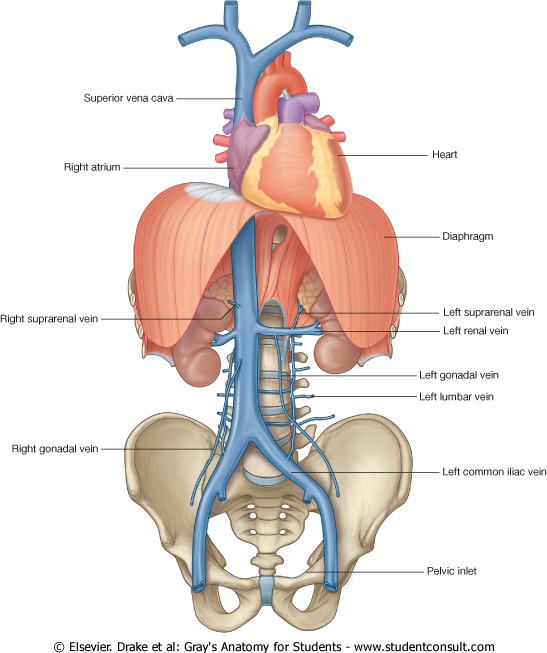 Superior vena cava
Right atrium
Heart
Diaphragm
Right suprarenal vein
Left suprarenal vein
Left renal vein
Left gonadal vein
Left lumbar vein
Right gonadal vein
Left common iliac vein
Pelvic inlet
© Elsevier. Drake et al: Gray's Anatomy for Students - www.studentconsult.com